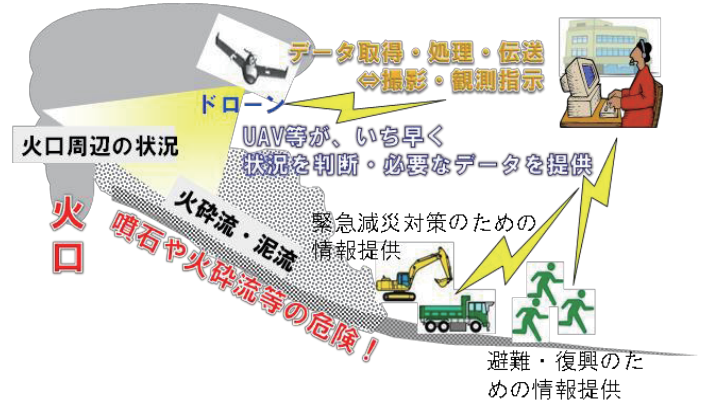 データ取得・処理・伝送
⇔撮影・観測指示
ドローン
UAV等が、いち早く
状況を判断・必要なデータを提供
火口周辺の状況
火口
火砕流・泥流
噴石や火砕流等の危険！
緊急減災対策のための
情報提供
避難・復興のた
めの情報提供